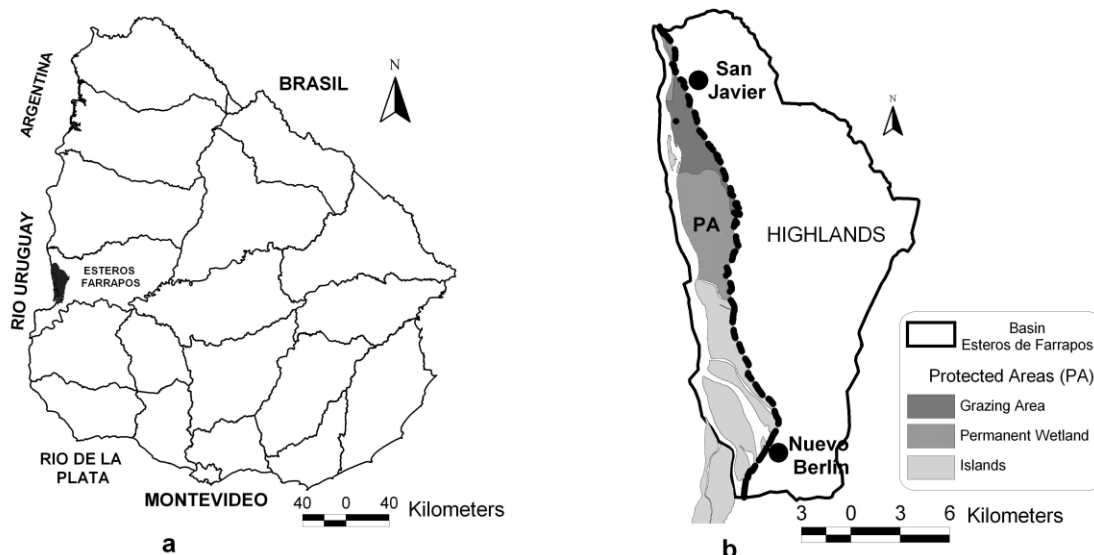 N
BRASIL
ARGENTINA
RIO URUGUAY
ESTEROS
FARRAPOS
RIO DE LA
PLATA
MONTEVIDEO
40 0 40
Kilometers
a
San
Javier
N
PA
HIGHLANDS
Nuevo
Berlín
Basin
Esteros de Farrapos
Protected Areas (PA)
Grazing Area
Permanent Wetland
Islands
3 0 3 6
Kilometers
b